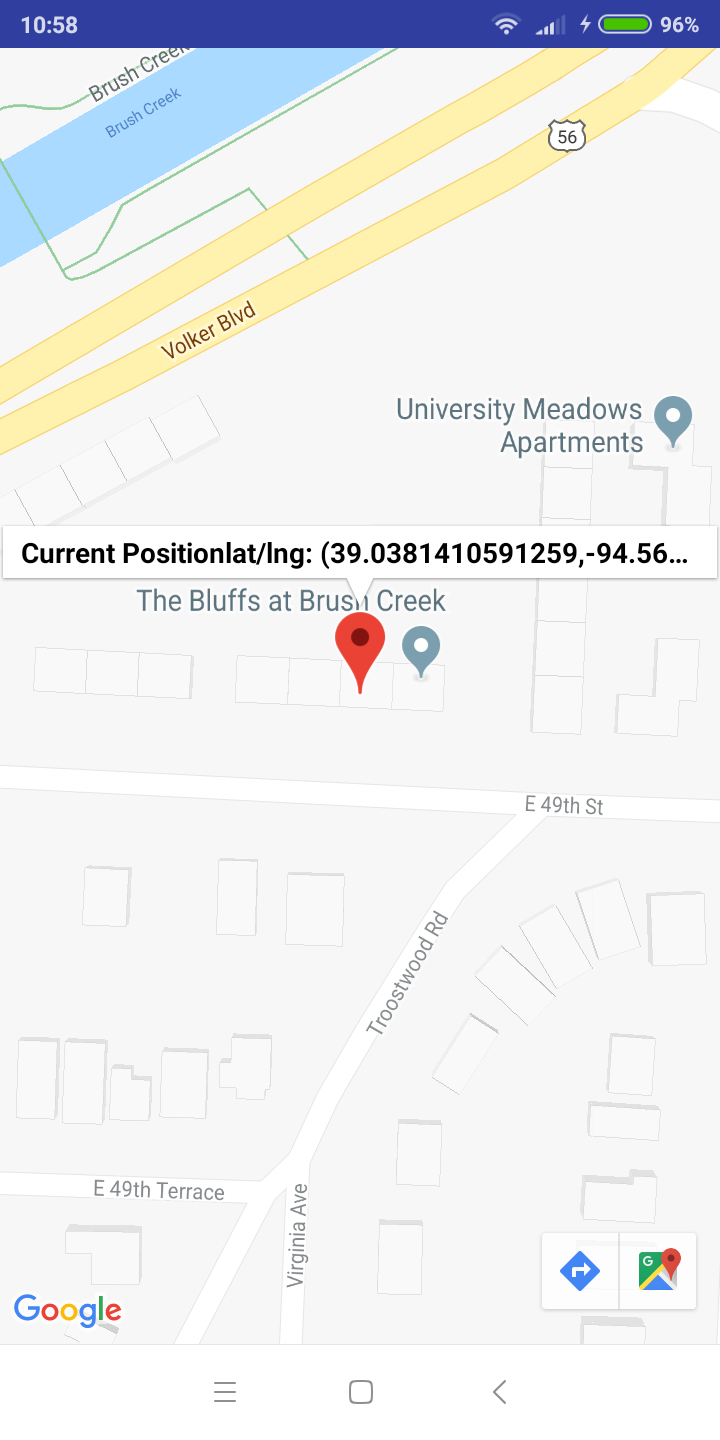 10:58
96%
Brush Creek
Brush Creek
56
Volker Blvd
University Meadows
Apartments
Current Positionlat/lng: (39.0381410591259,-94.56...
The Bluffs at Brush Creek
E 49th St
Troostwood Rd
E 49th Terrace
Virginia Ave
G
Google